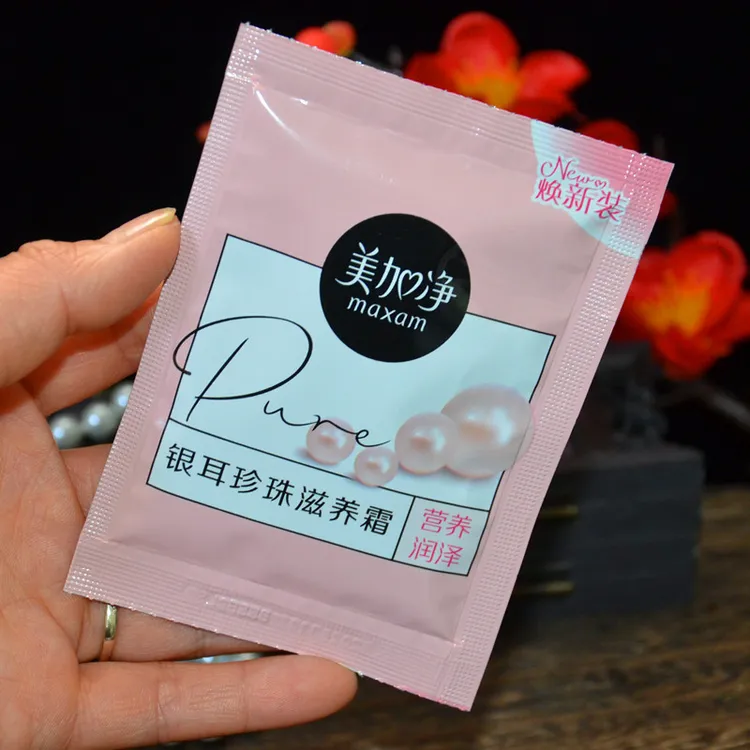 New
焕新装
美加净
maxam
Pure
银耳珍珠滋养霜
营养
润泽